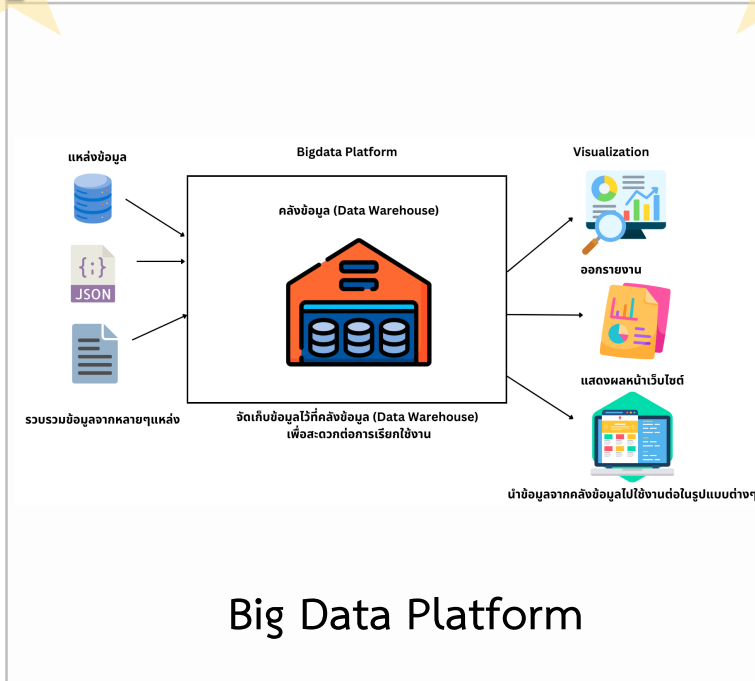 แหล่งข้อมูล
{;}
JSON
รวบรวมข้อมูลจากหลายๆแหล่ง
Bigdata Platform
คลังข้อมูล (Data Warehouse)
จัดเก็บข้อมูลไว้ที่คลังข้อมูล (Data Warehouse)
เพื่อสะดวกต่อการเรียกใช้งาน
Visualization
ออกรายงาน
แสดงผลหน้าเว็บไซต์
นำข้อมูลจากคลังข้อมูลไปใช้งานต่อในรูปแบบต่างๆ
Big Data Platform